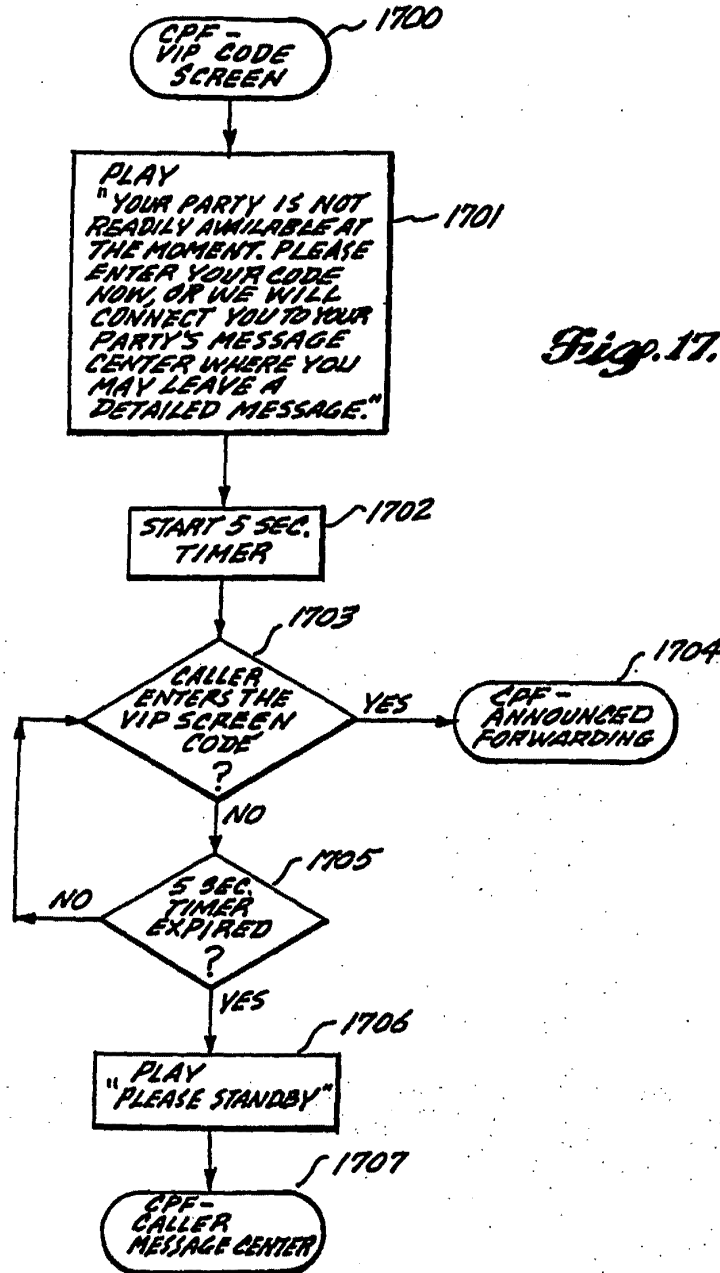 CPF-
VIP CODE
SCREEN
1700
PLAY
"YOUR PARTY IS NOT
READILY AVAILABLE AT
THE MOMENT. PLEASE
ENTER YOUR CODE
NOW, OR WE WILL
CONNECT YOU TO YOUR
PARTY'S MESSAGE
CENTER WHERE YOU
MAY LEAVE A
DETAILED MESSAGE."
1701
Fig. 17.
START 5 SEC.
TIMER
1702
1703
CALLER
ENTERS THE
VIP SCREEN
CODE
?
YES
1704
CPF-
ANNOUNCED
FORWARDING
NO
1705
5 SEC.
TIMER
EXPIRED
?
NO
YES
1706
PLAY
"PLEASE STANDBY"
1707
CPF-
CALLER
MESSAGE CENTER